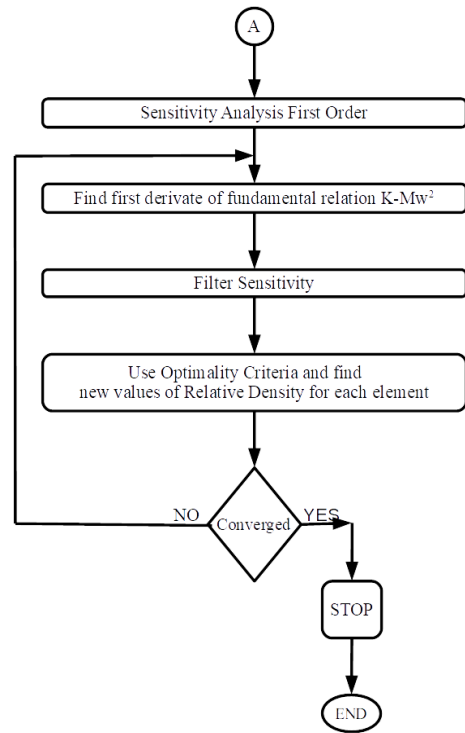 A
Sensitivity Analysis First Order
Find first derivate of fundamental relation K-Mw²
Filter Sensitivity
Use Optimality Criteria and find
new values of Relative Density for each element
NO
Converged
YES
STOP
END